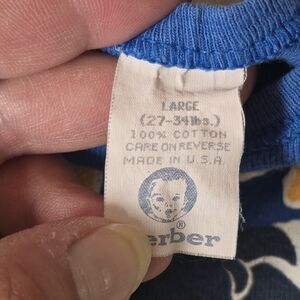 LARGE
(27-34lbs.)
100% COTTON
CARE ON REVERSE
MADE IN U.S.A.
®
erber